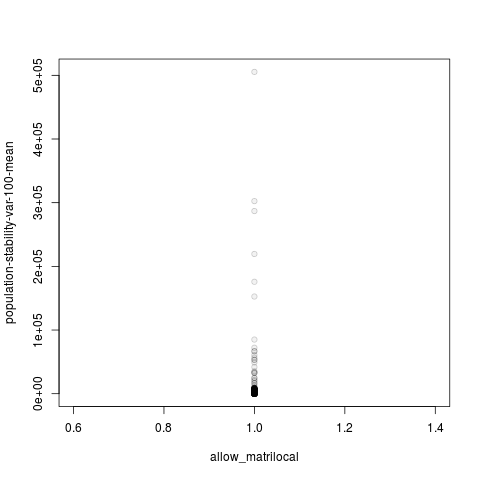 population-stability-var-100-mean
5e+05
4e+05
3e+05
2e+05
1e+05
0e+00
0.6
0.8
1.0
1.2
1.4
allow_matrilocal